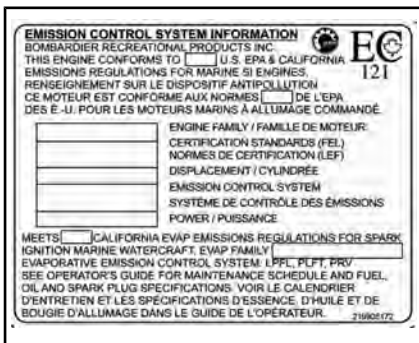 EMISSION CONTROL SYSTEM INFORMATION
BOMBARDIER RECREATIONAL PRODUCTS INC.
THIS ENGINE CONFORMS TO U.S. EPA & CALIFORNIA
EMISSIONS REGULATIONS FOR MARINE SI ENGINES.
RENSEIGNEMENT SUR LE DISPOSITIF ANTIPOLLUTION
CE MOTEUR EST CONFORME AUX NORMES DE L'EPA
DES É.-U. POUR LES MOTEURS MARINS À ALLUMAGE COMMANDÉ.
EC
121
ENGINE FAMILY / FAMILLE DE MOTEUR
CERTIFICATION STANDARDS (FEL)
NORMES DE CERTIFICATION (LEF)
DISPLACEMENT / CYLINDRÉE
EMISSION CONTROL SYSTEM
SYSTÈME DE CONTRÔLE DES ÉMISSIONS
POWER / PUISSANCE
MEETS CALIFORNIA EVAP EMISSIONS REGULATIONS FOR SPARK
IGNITION MARINE WATERCRAFT. EVAP FAMILY
EVAPORATIVE EMISSION CONTROL SYSTEM: LPFL, PLFT, PRV
SEE OPERATOR'S GUIDE FOR MAINTENANCE SCHEDULE AND FUEL,
OIL AND SPARK PLUG SPECIFICATIONS. VOIR LE CALENDRIER
D'ENTRETIEN ET LES SPÉCIFICATIONS D'ESSENCE, D'HUILE ET DE
BOUGIE D'ALLUMAGE DANS LE GUIDE DE L'OPÉRATEUR.